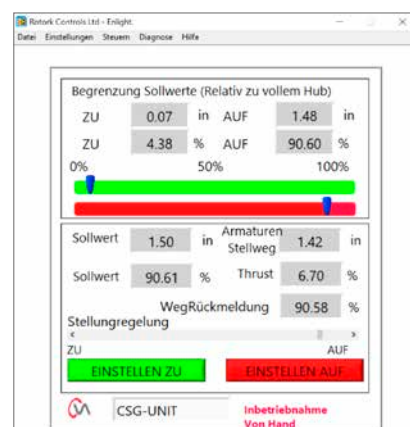 Rotork Controls Ltd - Enlight.
Datei Einstellungen Steuern Diagnose Hilfe
Begrenzung Sollwerte (Relativ zu vollem Hub)
ZU 0.07 in AUF 1.48 in
ZU 4.38 % AUF 90.60 %
0% 50% 100%
Sollwert 1.50 in Armaturen Stellweg 1.42 in
Sollwert 90.61 % Thrust 6.70 %
WegRückmeldung 90.58 %
Stellungregelung
ZU AUF
EINSTELLEN ZU EINSTELLEN AUF
CSG-UNIT Inbetriebnahme
Von Hand